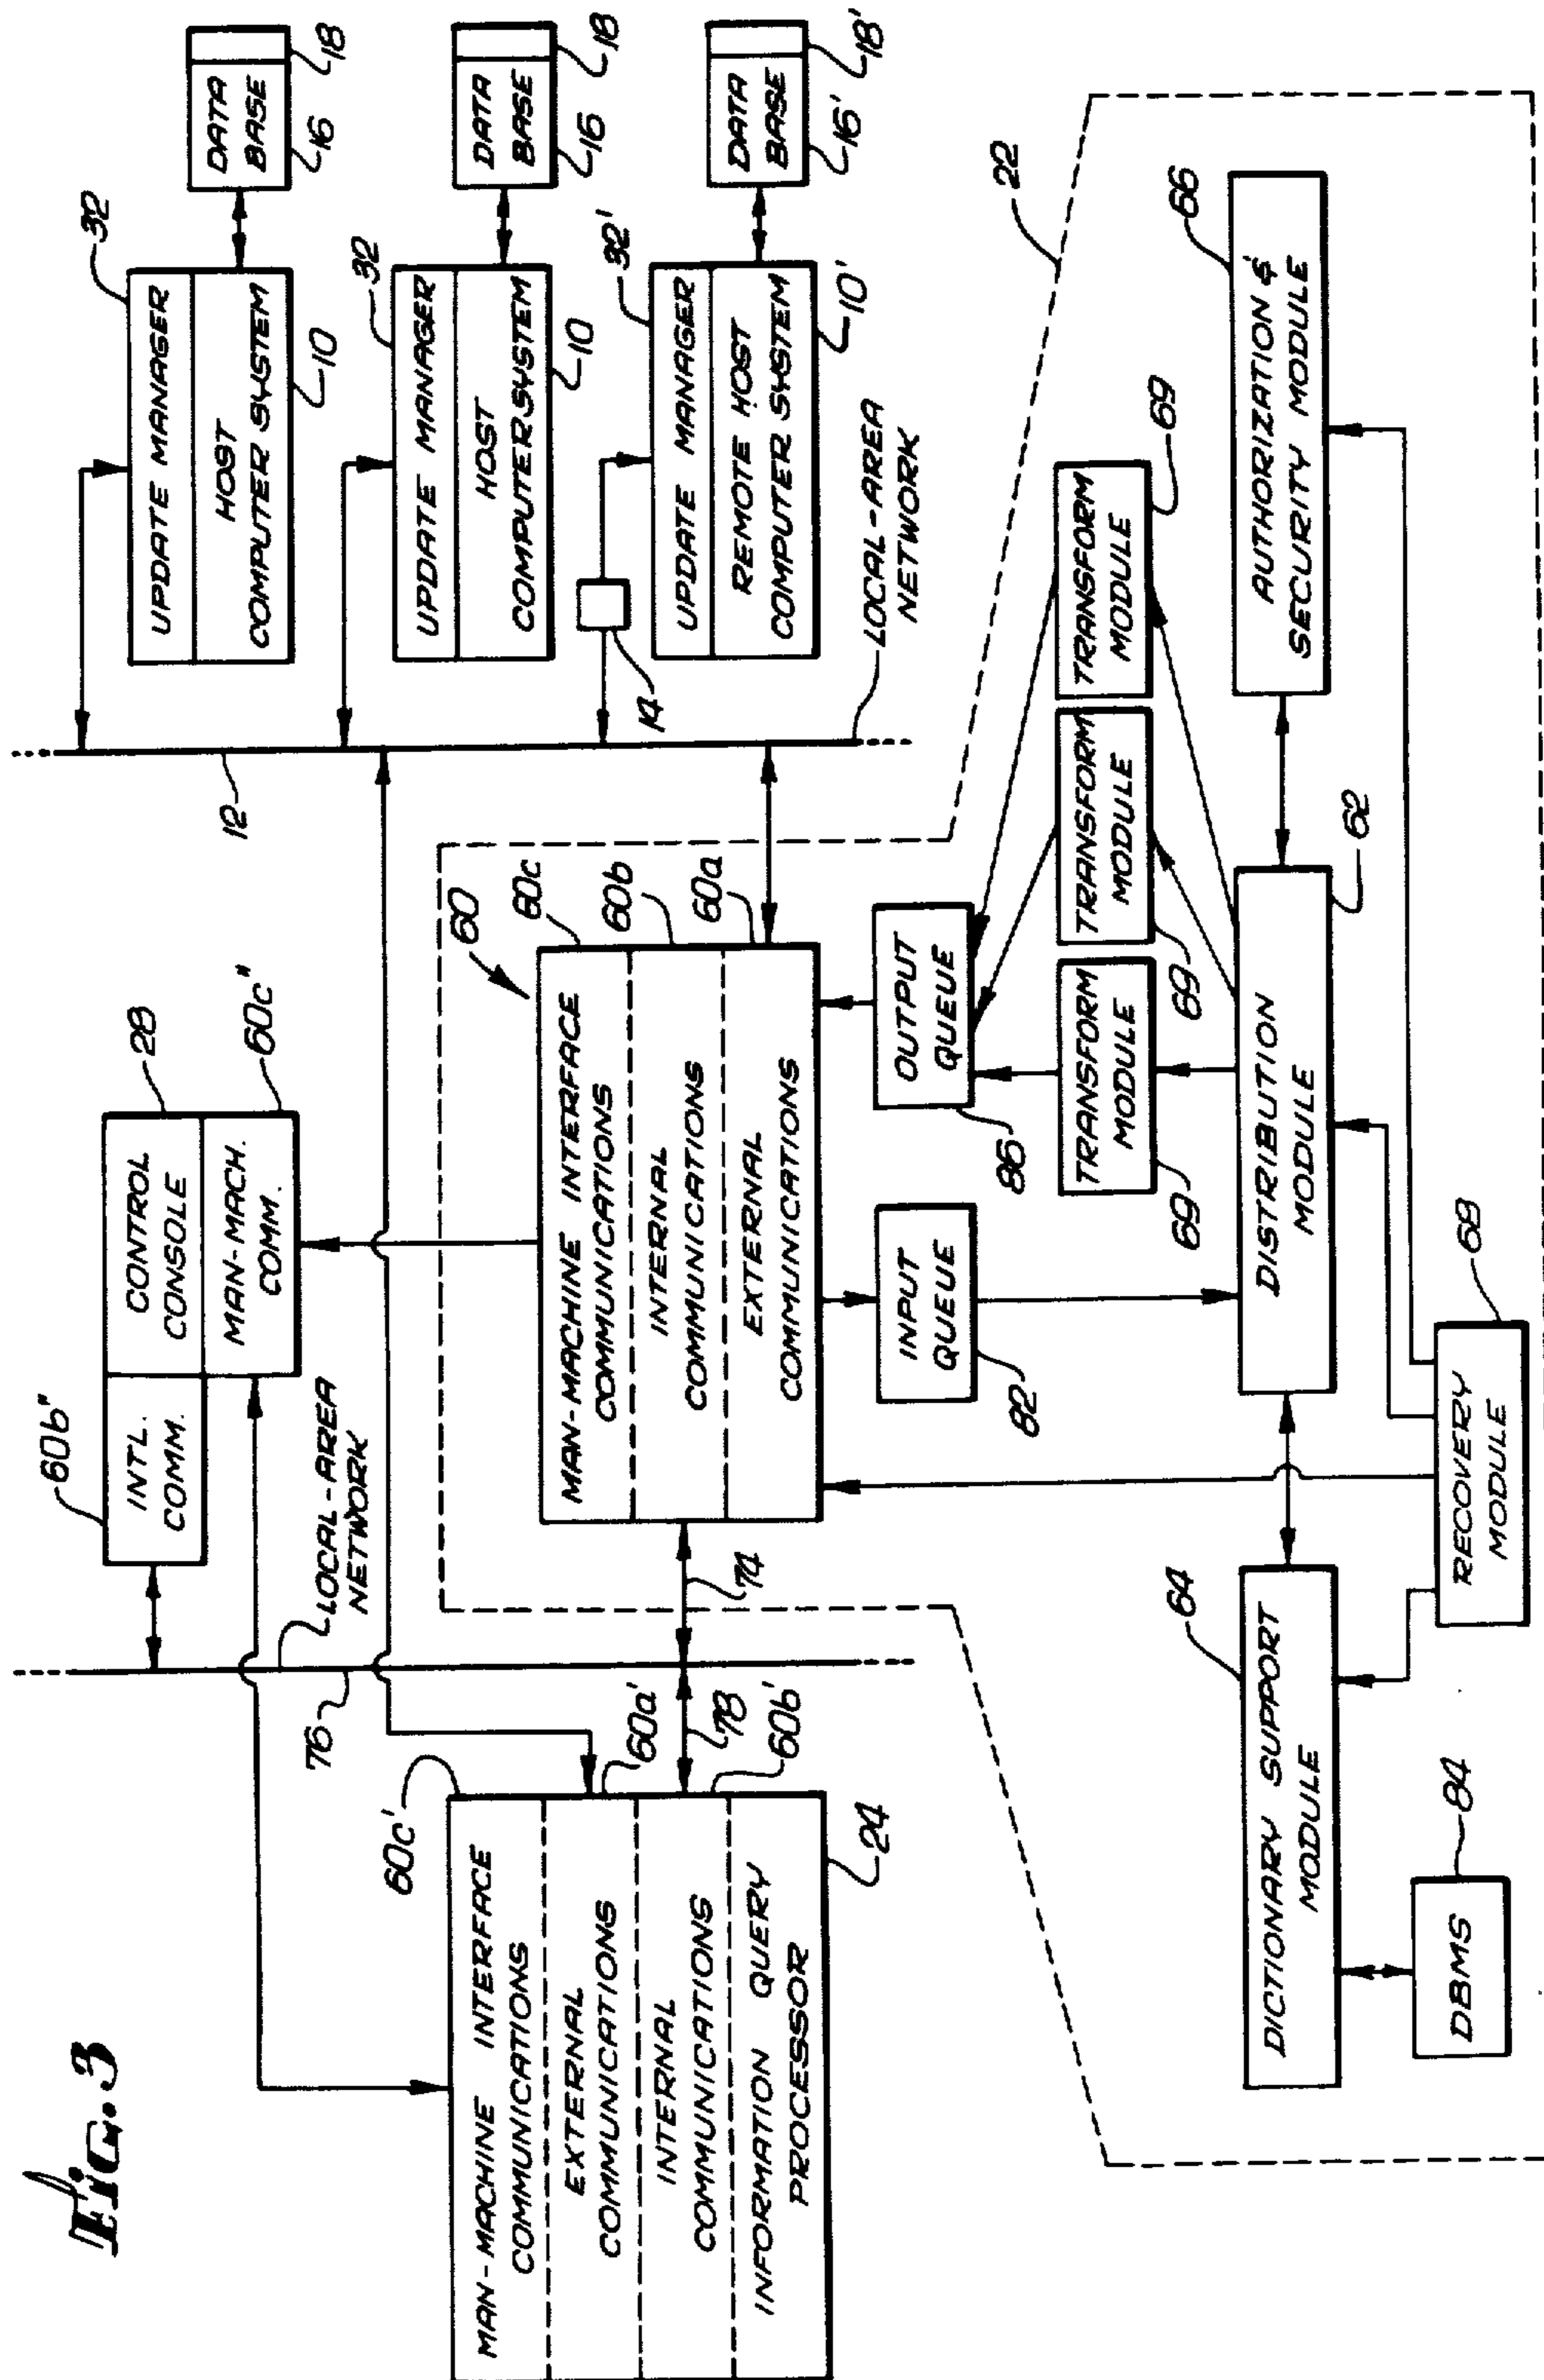 Fig. 3
60b"
INTL.
COMM.
CONTROL
CONSOLE
28
MAN-MACH.
COMM.
60c"
LOCAL-AREA
NETWORK
76
12
32
UPDATE MANAGER
HOST
COMPUTER SYSTEM
10
DATA
BASE
16
18
32
UPDATE MANAGER
HOST
COMPUTER SYSTEM
10
DATA
BASE
16
18
14
32'
UPDATE MANAGER
REMOTE HOST
COMPUTER SYSTEM
10'
DATA
BASE
16'
18'
LOCAL-AREA
NETWORK
60c'
MAN-MACHINE INTERFACE
COMMUNICATIONS
EXTERNAL
COMMUNICATIONS
60a'
INTERNAL
COMMUNICATIONS
78
60b'
INFORMATION QUERY
PROCESSOR
24
74
60
60c
MAN-MACHINE INTERFACE
COMMUNICATIONS
60b
INTERNAL
COMMUNICATIONS
60a
EXTERNAL
COMMUNICATIONS
22
INPUT
QUEUE
82
OUTPUT
QUEUE
86
TRANSFORM
MODULE
69
TRANSFORM
MODULE
69
TRANSFORM
MODULE
69
64
DICTIONARY SUPPORT
MODULE
DISTRIBUTION
MODULE
62
AUTHORIZATION &
SECURITY MODULE
66
DBMS
84
RECOVERY
MODULE
68